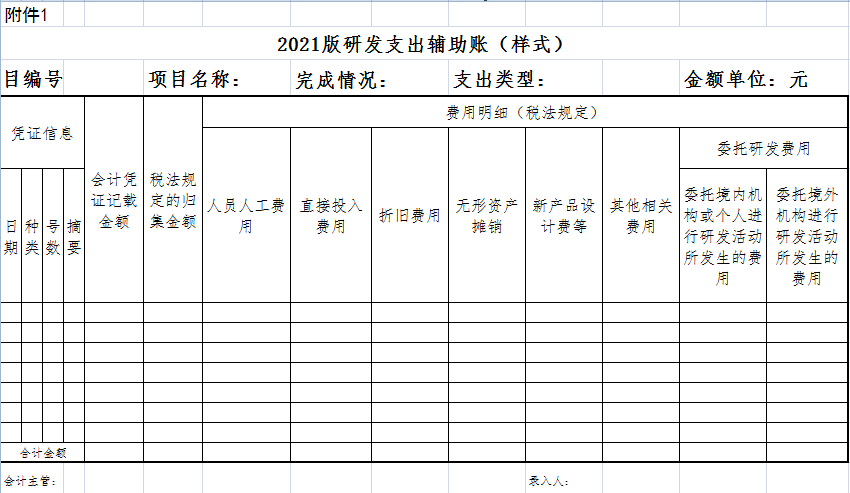 附件1
2021版研发支出辅助账（样式）
目编号 项目名称： 完成情况： 支出类型： 金额单位：元
凭证信息
会计凭
证记载
金额
税法规
定的归
集金额
费用明细（税法规定）
日
期
种
类
号
数
摘
要
人员人工费
用
直接投入
费用
折旧费用
无形资产
摊销
新产品设
计费等
其他相关
费用
委托研发费用
委托境内机
构或个人进
行研发活动
所发生的费
用
委托境外
机构进行
研发活动
所发生的
费用
合计金额
会计主管： 录入人：